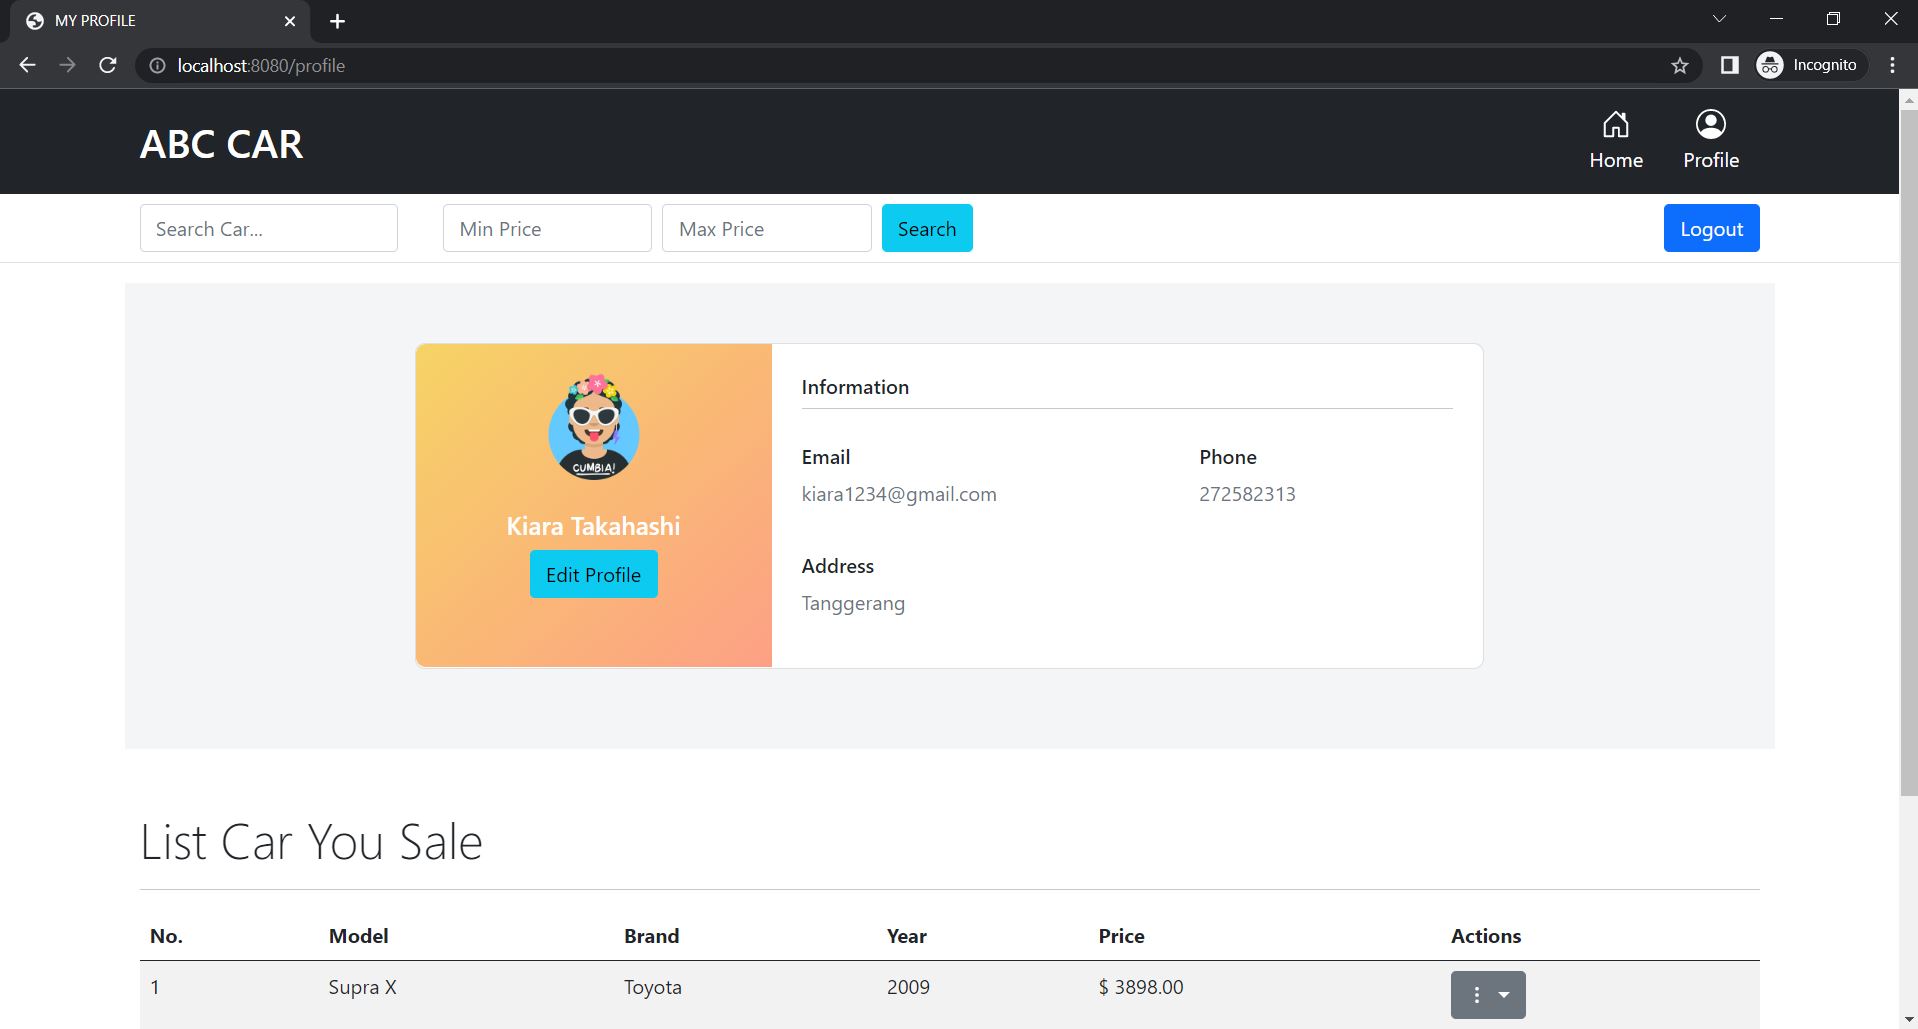 MY PROFILE
localhost:8080/profile
Incognito
ABC CAR
Home
Profile
Search Car...
Min Price
Max Price
Search
Logout
CUMBIA!
Kiara Takahashi
Edit Profile
Information
Email
Phone
kiara1234@gmail.com
272582313
Address
Tanggerang
List Car You Sale
No. Model Brand Year Price Actions
1 Supra X Toyota 2009 $ 3898.00